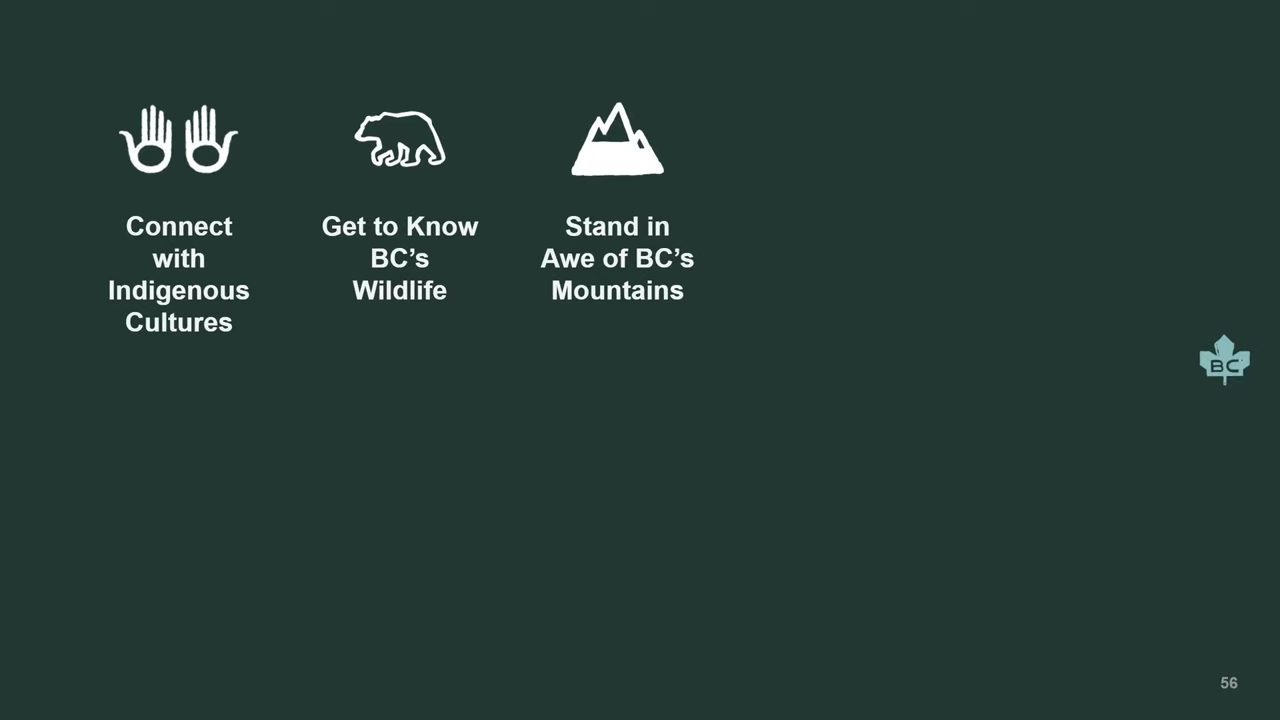 Connect
with
Indigenous
Cultures
Get to Know
BC’s
Wildlife
Stand in
Awe of BC’s
Mountains
BC
56